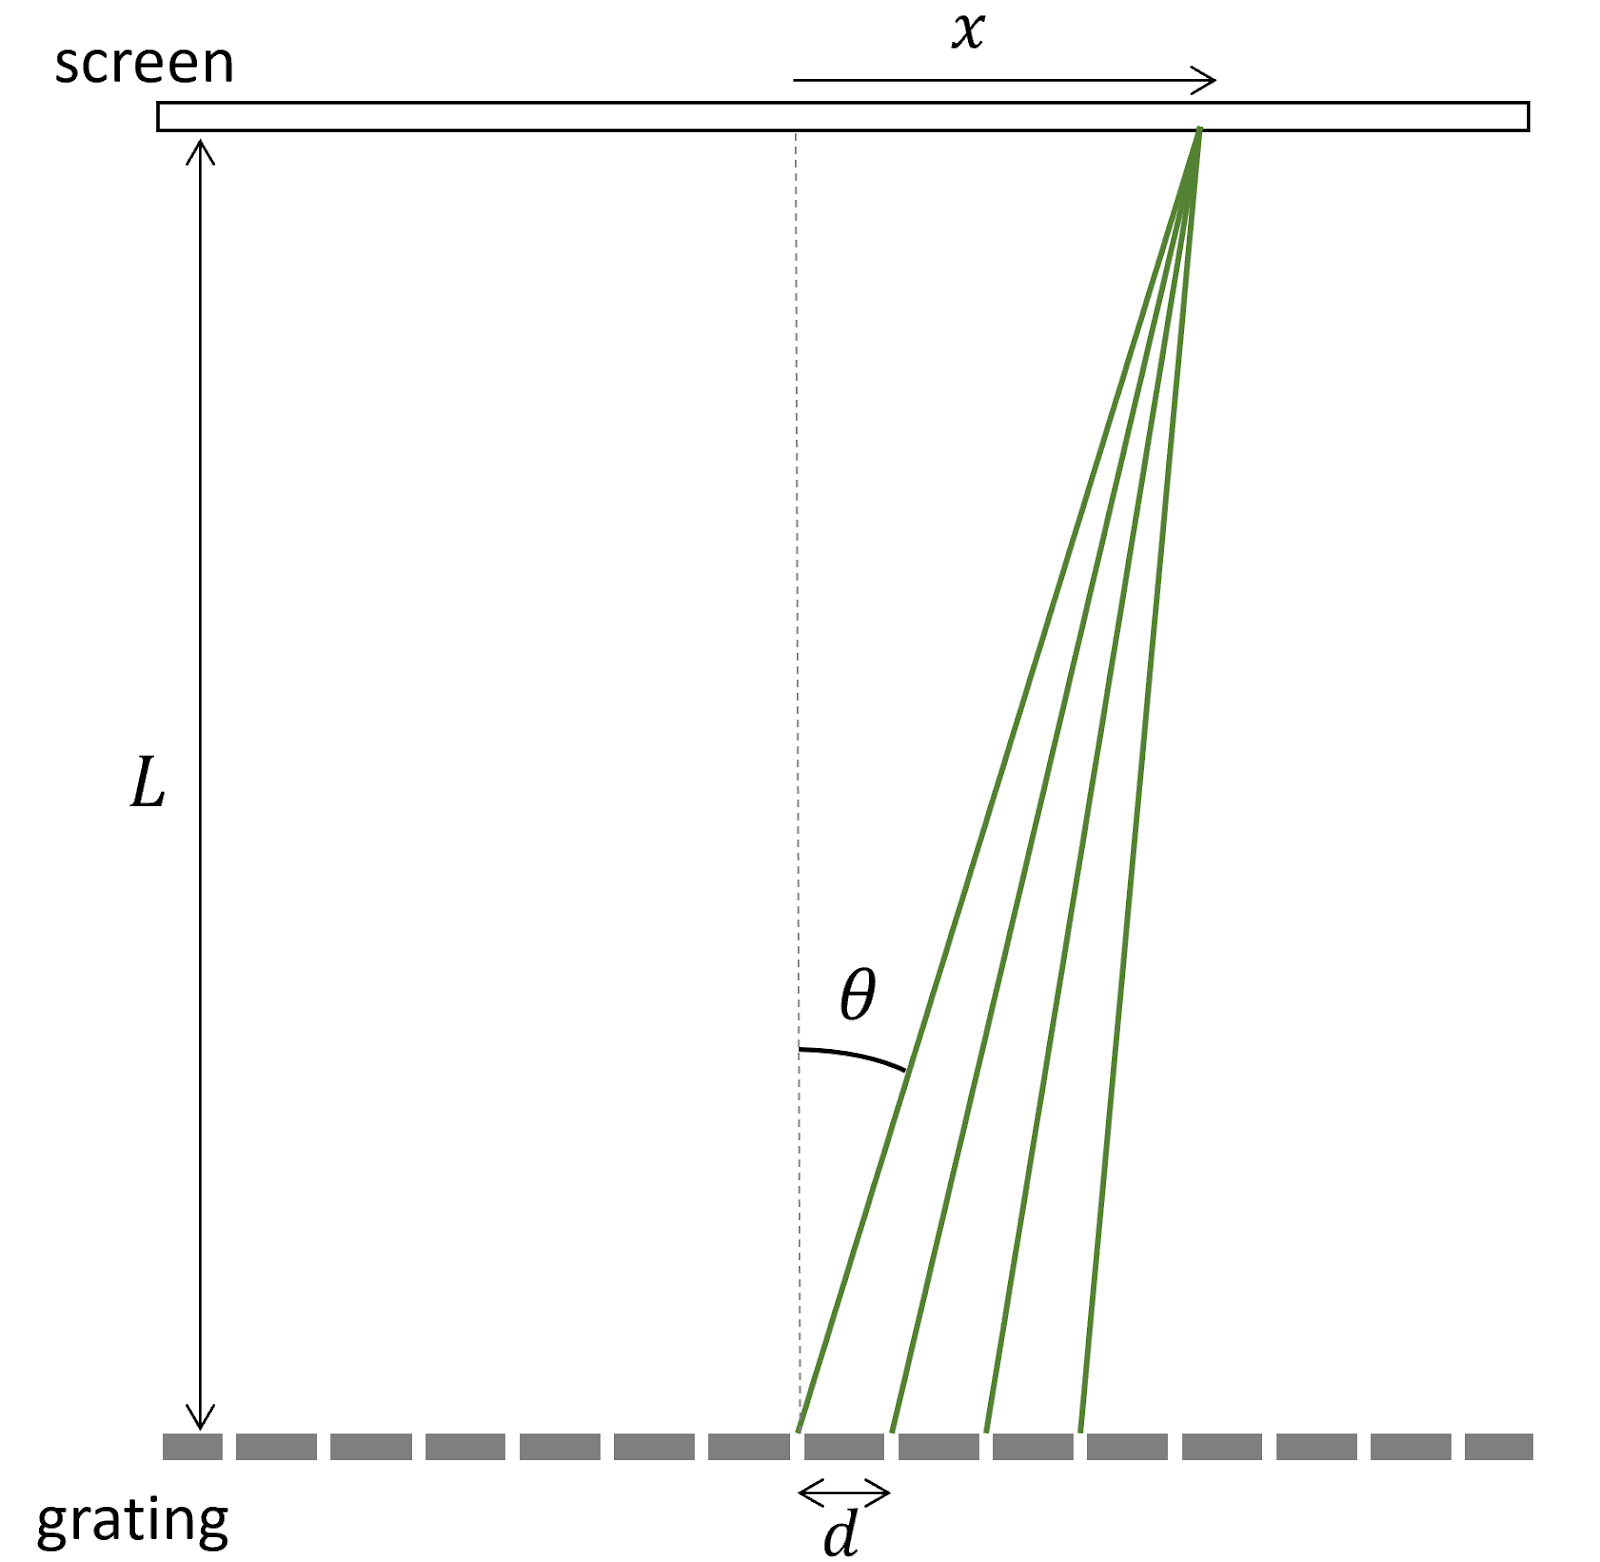 x
screen
L
θ
d
grating